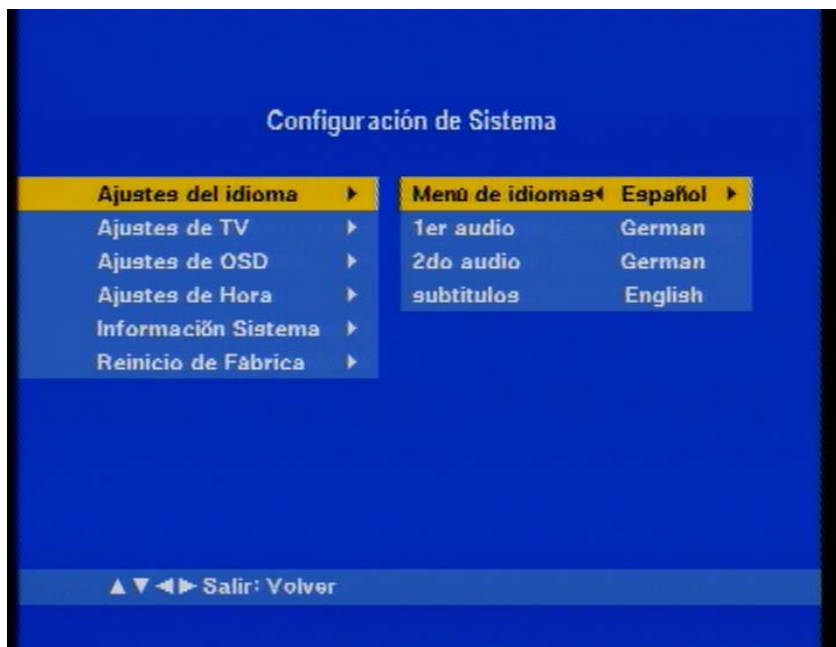 Configuración de Sistema
Ajustes del idioma ▶ Menú de idiomas◀ Español ▶
Ajustes de TV ▶ 1er audio German
Ajustes de OSD ▶ 2do audio German
Ajustes de Hora ▶ subtitulos English
Información Sistema ▶
Reinicio de Fábrica ▶
▲▼◀▶ Salir: Volver